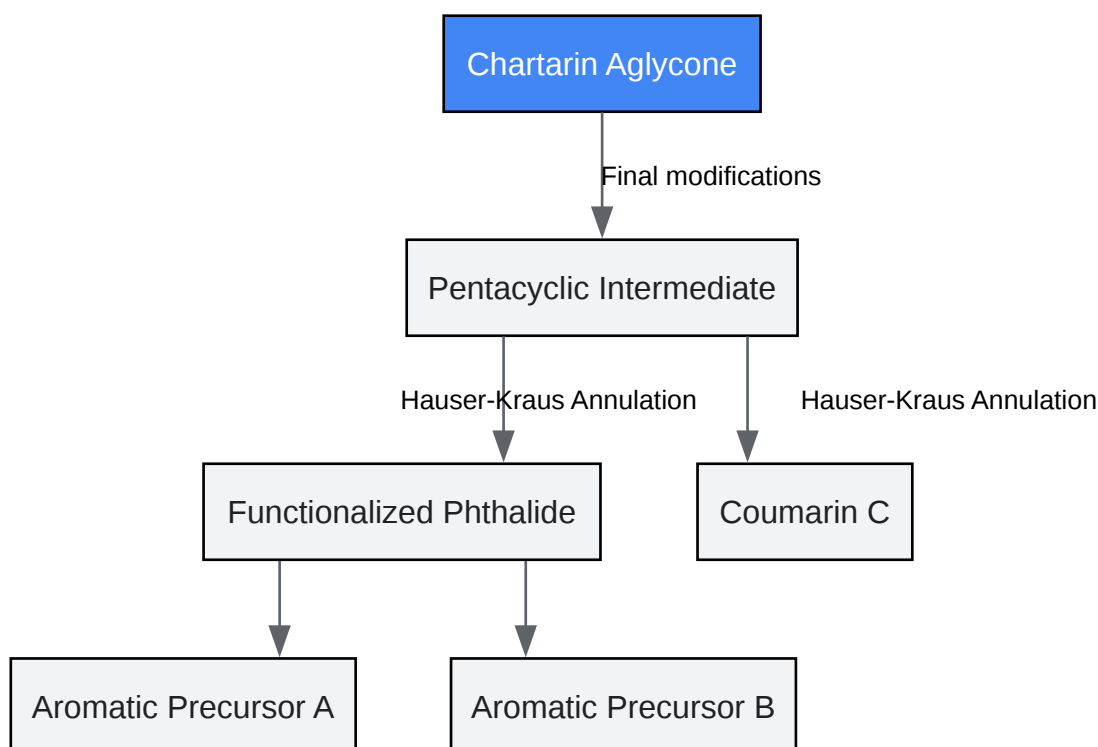 Chartarin Aglycone
Final modifications
Pentacyclic Intermediate
Hauser-Kraus Annulation
Hauser-Kraus Annulation
Functionalized Phthalide
Coumarin C
Aromatic Precursor A
Aromatic Precursor B